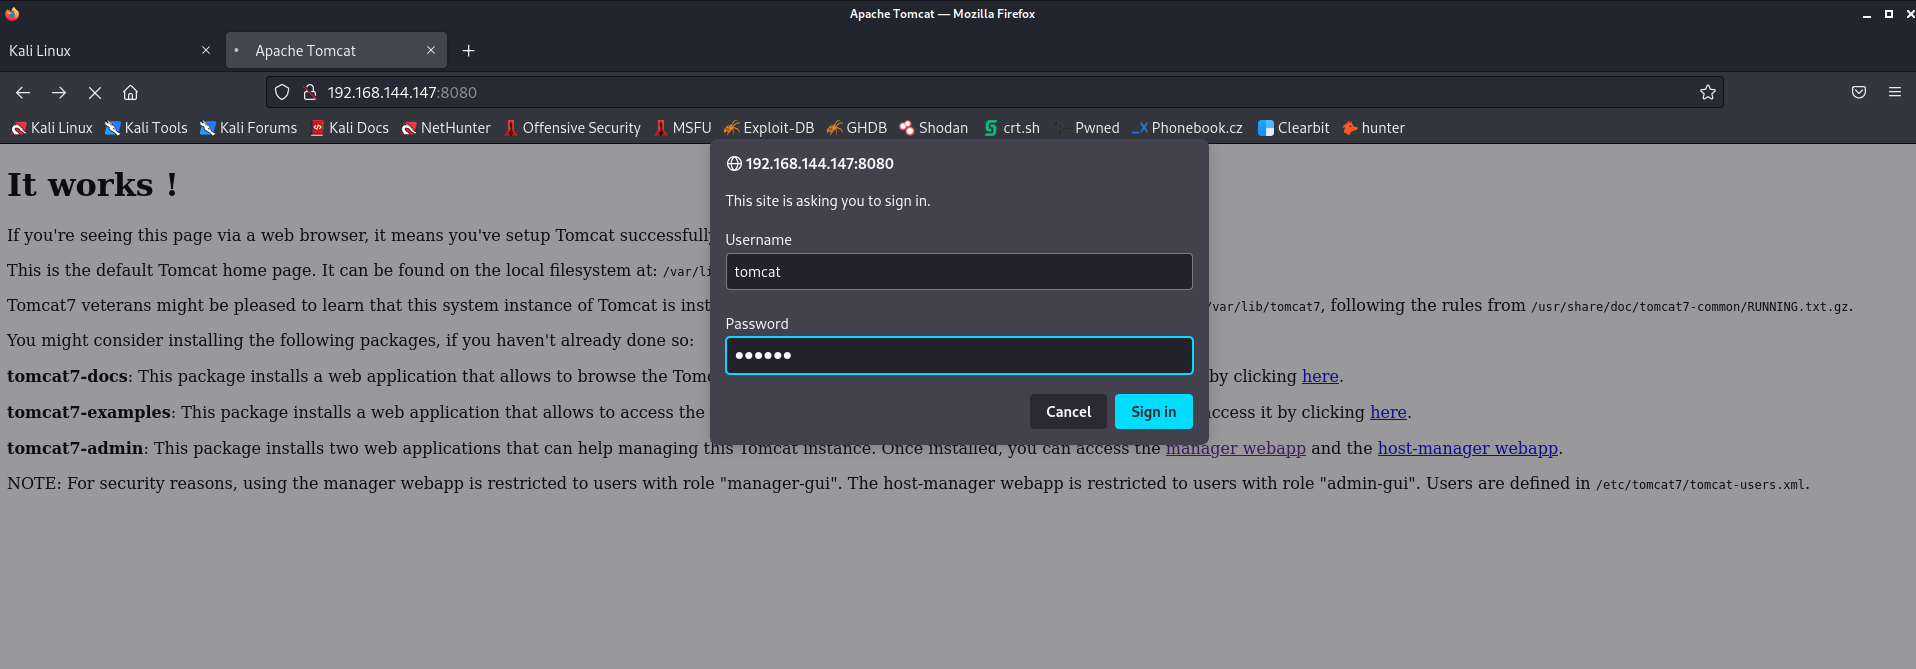 Apache Tomcat — Mozilla Firefox
Kali Linux
Apache Tomcat
192.168.144.147:8080
Kali Linux Kali Tools Kali Forums Kali Docs NetHunter Offensive Security MSFU Exploit-DB GHDB Shodan crt.sh Pwned Phonebook.cz Clearbit hunter
192.168.144.147:8080
This site is asking you to sign in.
Username
tomcat
Password
Cancel Sign in
It works !
If you're seeing this page via a web browser, it means you've setup Tomcat successfully
This is the default Tomcat home page. It can be found on the local filesystem at: /var/li
Tomcat7 veterans might be pleased to learn that this system instance of Tomcat is inst /var/lib/tomcat7, following the rules from /usr/share/doc/tomcat7-common/RUNNING.txt.gz.
You might consider installing the following packages, if you haven't already done so:
tomcat7-docs: This package installs a web application that allows to browse the Tomc by clicking here.
tomcat7-examples: This package installs a web application that allows to access the access it by clicking here.
tomcat7-admin: This package installs two web applications that can help managing this Tomcat instance. Once installed, you can access the manager webapp and the host-manager webapp.
NOTE: For security reasons, using the manager webapp is restricted to users with role "manager-gui". The host-manager webapp is restricted to users with role "admin-gui". Users are defined in /etc/tomcat7/tomcat-users.xml.